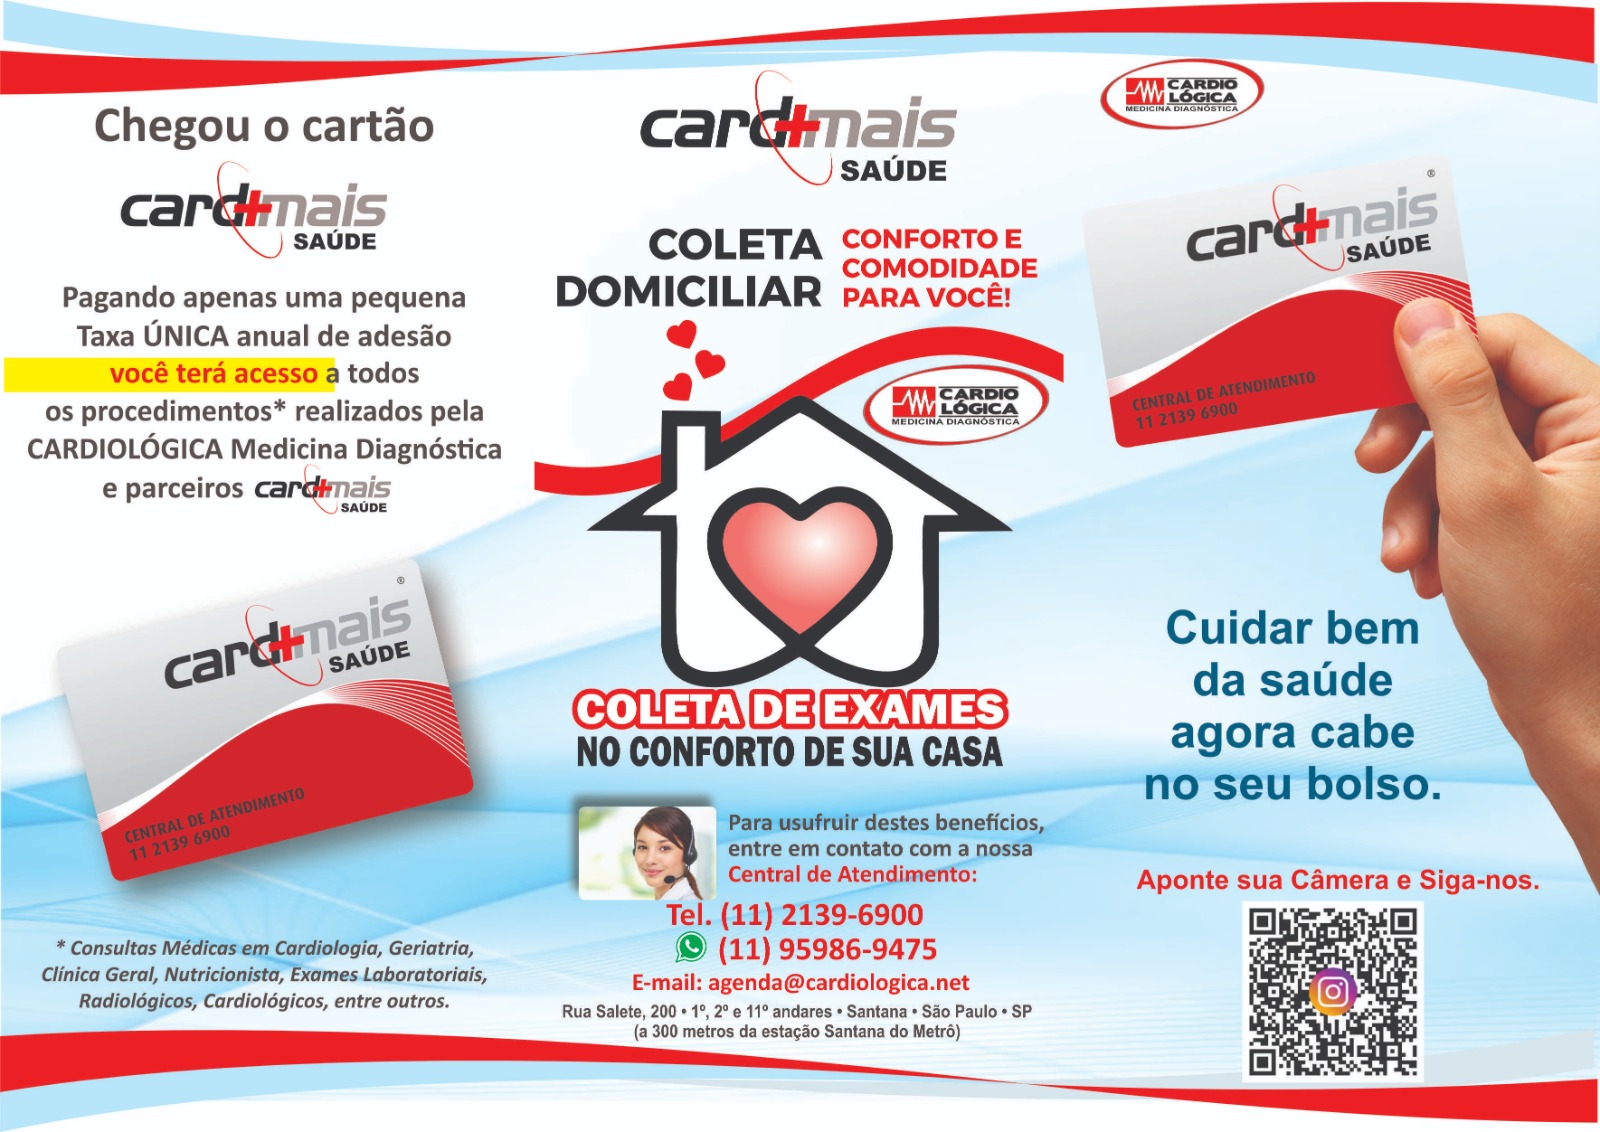 Chegou o cartão
card+mais
SAÚDE
Pagando apenas uma pequena
Taxa ÚNICA anual de adesão
você terá acesso a todos
os procedimentos* realizados pela
CARDIOLÓGICA Medicina Diagnóstica
e parceiros card+mais
SAÚDE
®
card+mais
SAÚDE
CENTRAL DE ATENDIMENTO
11 2139 6900
* Consultas Médicas em Cardiologia, Geriatria,
Clínica Geral, Nutricionista, Exames Laboratoriais,
Radiológicos, Cardiológicos, entre outros.
card+mais
SAÚDE
COLETA
DOMICILIAR
CONFORTO E
COMODIDADE
PARA VOCÊ!
CARDIO
LÓGICA
MEDICINA DIAGNÓSTICA
COLETA DE EXAMES
NO CONFORTO DE SUA CASA
Para usufruir destes benefícios,
entre em contato com a nossa
Central de Atendimento:
Tel. (11) 2139-6900
(11) 95986-9475
E-mail: agenda@cardiologica.net
Rua Salete, 200 • 1º, 2º e 11º andares • Santana • São Paulo • SP
(a 300 metros da estação Santana do Metrô)
CARDIO
LÓGICA
MEDICINA DIAGNÓSTICA
®
card+mais
SAÚDE
CENTRAL DE ATENDIMENTO
11 2139 6900
Cuidar bem
da saúde
agora cabe
no seu bolso.
Aponte sua Câmera e Siga-nos.